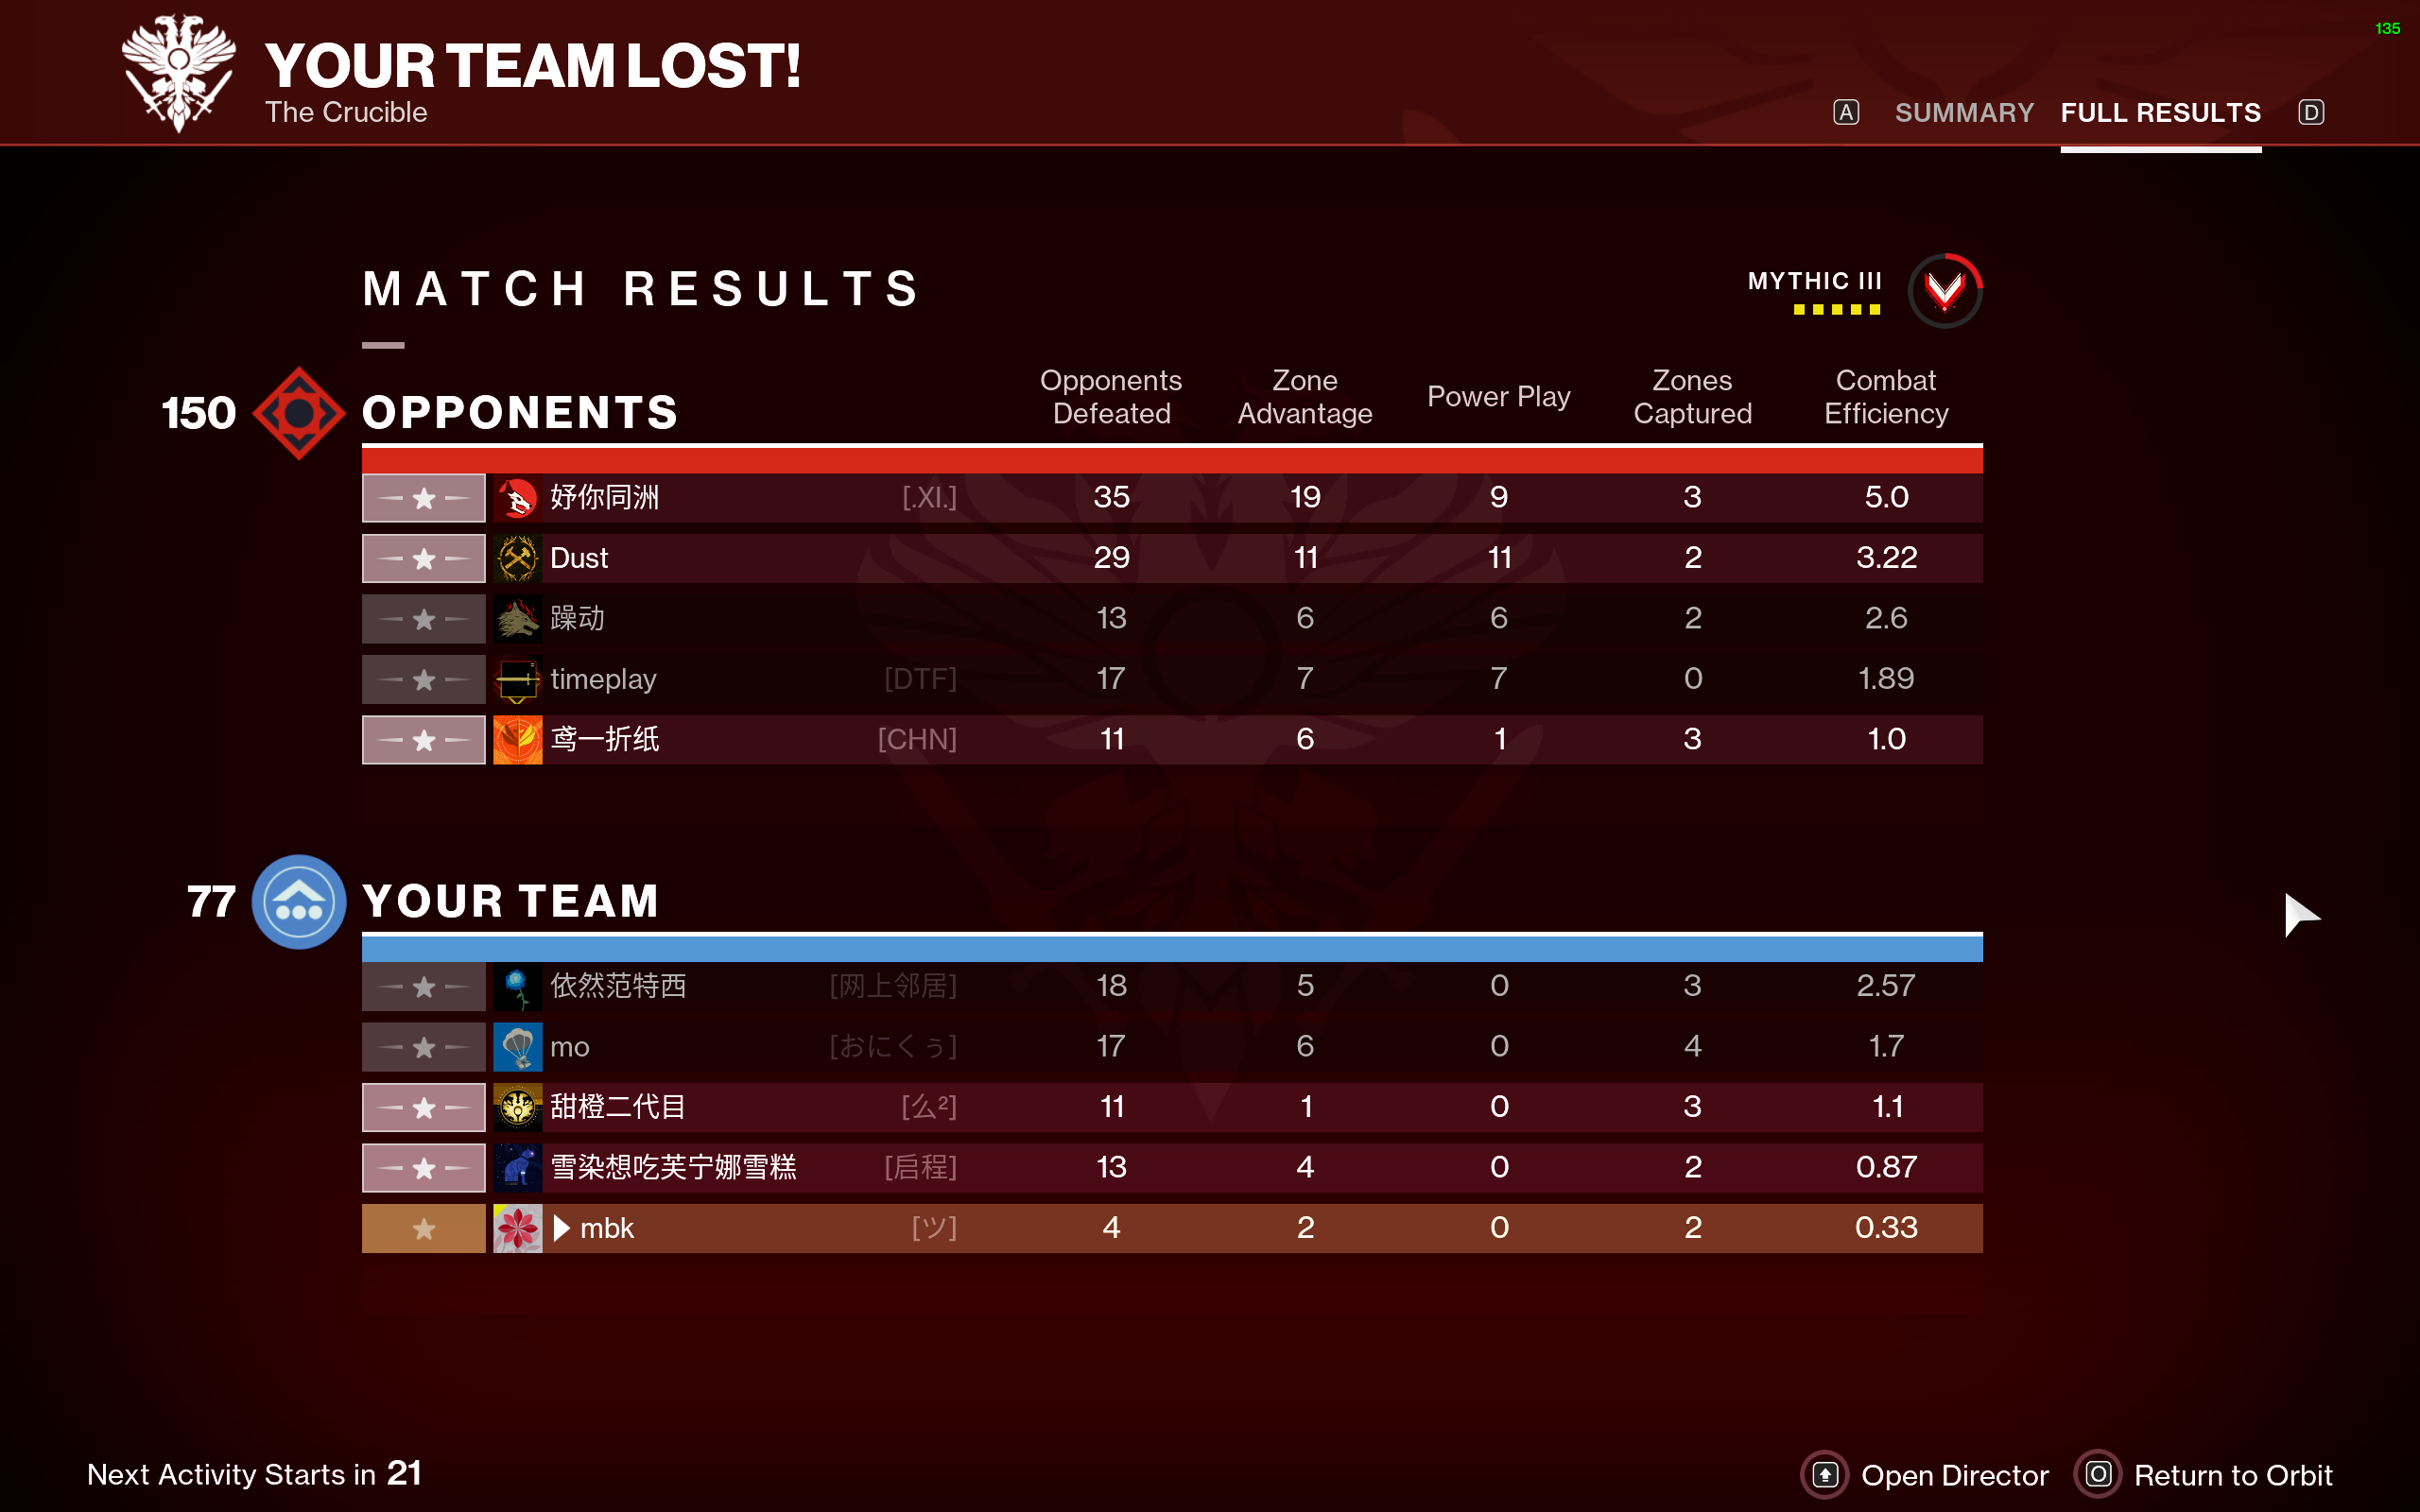 135
YOUR TEAM LOST!
The Crucible
A SUMMARY FULL RESULTS D
MATCH RESULTS
MYTHIC III
150 OPPONENTS
Opponents Defeated
Zone Advantage
Power Play
Zones Captured
Combat Efficiency
妤你同洲 [.XI.] 35 19 9 3 5.0
Dust 29 11 11 2 3.22
躁动 13 6 6 2 2.6
timeplay [DTF] 17 7 7 0 1.89
鸢一折纸 [CHN] 11 6 1 3 1.0
77 YOUR TEAM
依然范特西 [网上邻居] 18 5 0 3 2.57
mo [おにくぅ] 17 6 0 4 1.7
甜橙二代目 [么²] 11 1 0 3 1.1
雪染想吃芙宁娜雪糕 [启程] 13 4 0 2 0.87
mbk [ツ] 4 2 0 2 0.33
Next Activity Starts in 21
Open Director O Return to Orbit